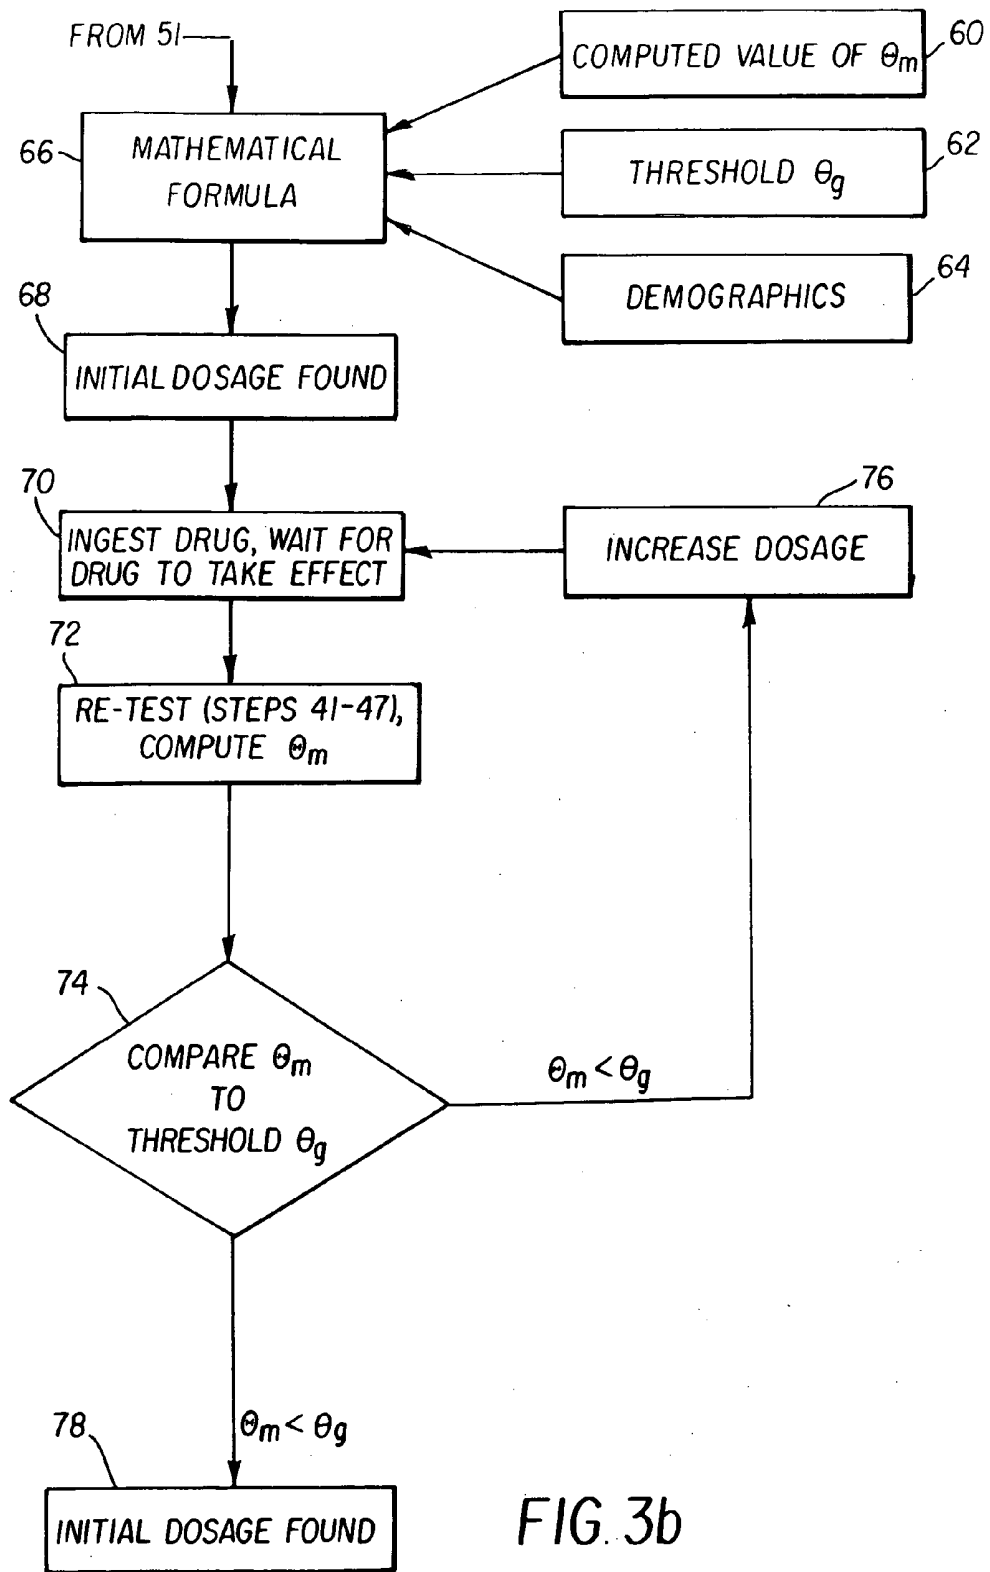 FROM 51
60
COMPUTED VALUE OF Θm
66
MATHEMATICAL
FORMULA
62
THRESHOLD θg
64
DEMOGRAPHICS
68
INITIAL DOSAGE FOUND
70
INGEST DRUG, WAIT FOR
DRUG TO TAKE EFFECT
76
INCREASE DOSAGE
72
RE-TEST (STEPS 41-47),
COMPUTE Θm
74
COMPARE Θm
TO
THRESHOLD θg
Θm < θg
Θm < θg
78
INITIAL DOSAGE FOUND
FIG. 3b